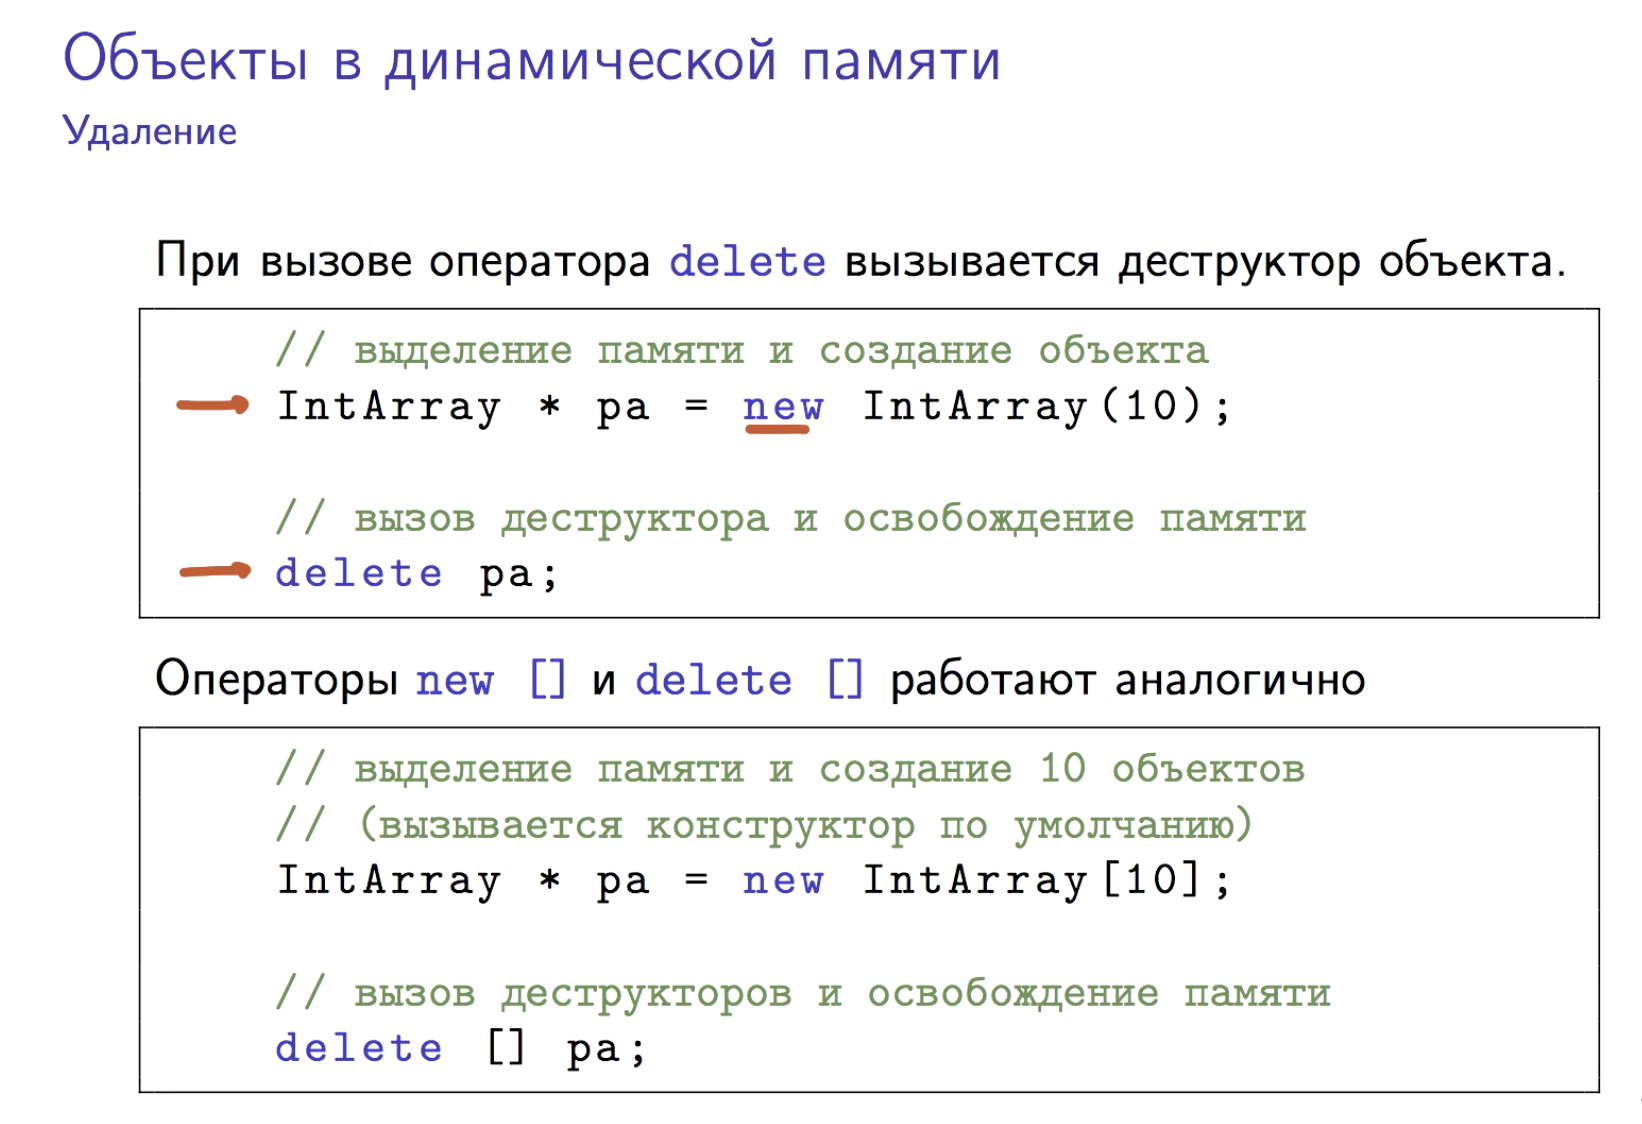 Объекты в динамической памяти
Удаление
При вызове оператора delete вызывается деструктор объекта.
// выделение памяти и создание объекта
IntArray * pa = new IntArray(10);
// вызов деструктора и освобождение памяти
delete pa;
Операторы new [] и delete [] работают аналогично
// выделение памяти и создание 10 объектов
// (вызывается конструктор по умолчанию)
IntArray * pa = new IntArray[10];
// вызов деструкторов и освобождение памяти
delete [] pa;